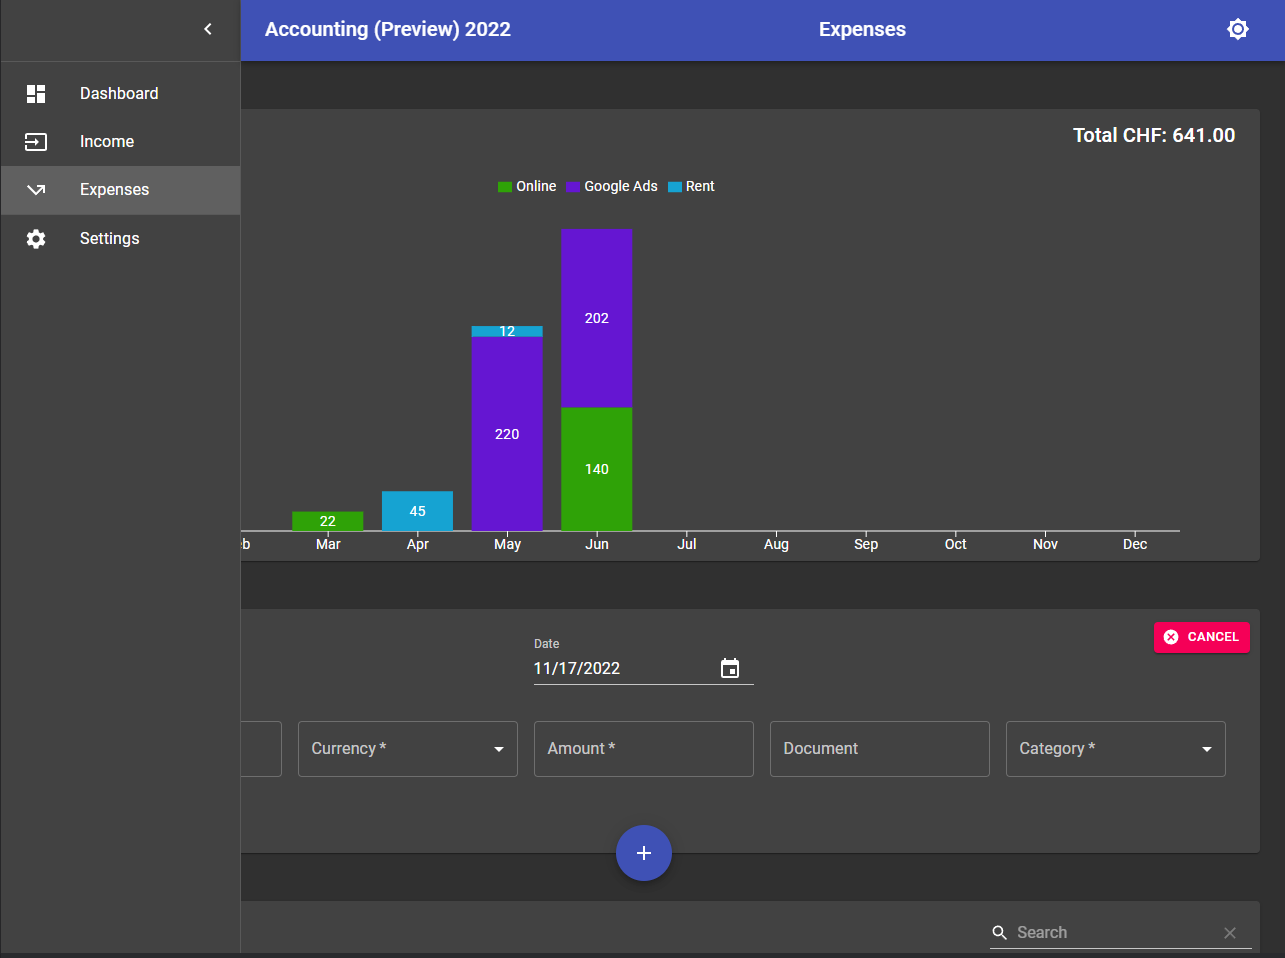 Accounting (Preview) 2022
Expenses
Dashboard
Income
Expenses
Settings
Total CHF: 641.00
Online Google Ads Rent
202
12
220
140
45
22
b Mar Apr May Jun Jul Aug Sep Oct Nov Dec
CANCEL
Date
11/17/2022
Currency * Amount * Document Category *
Search